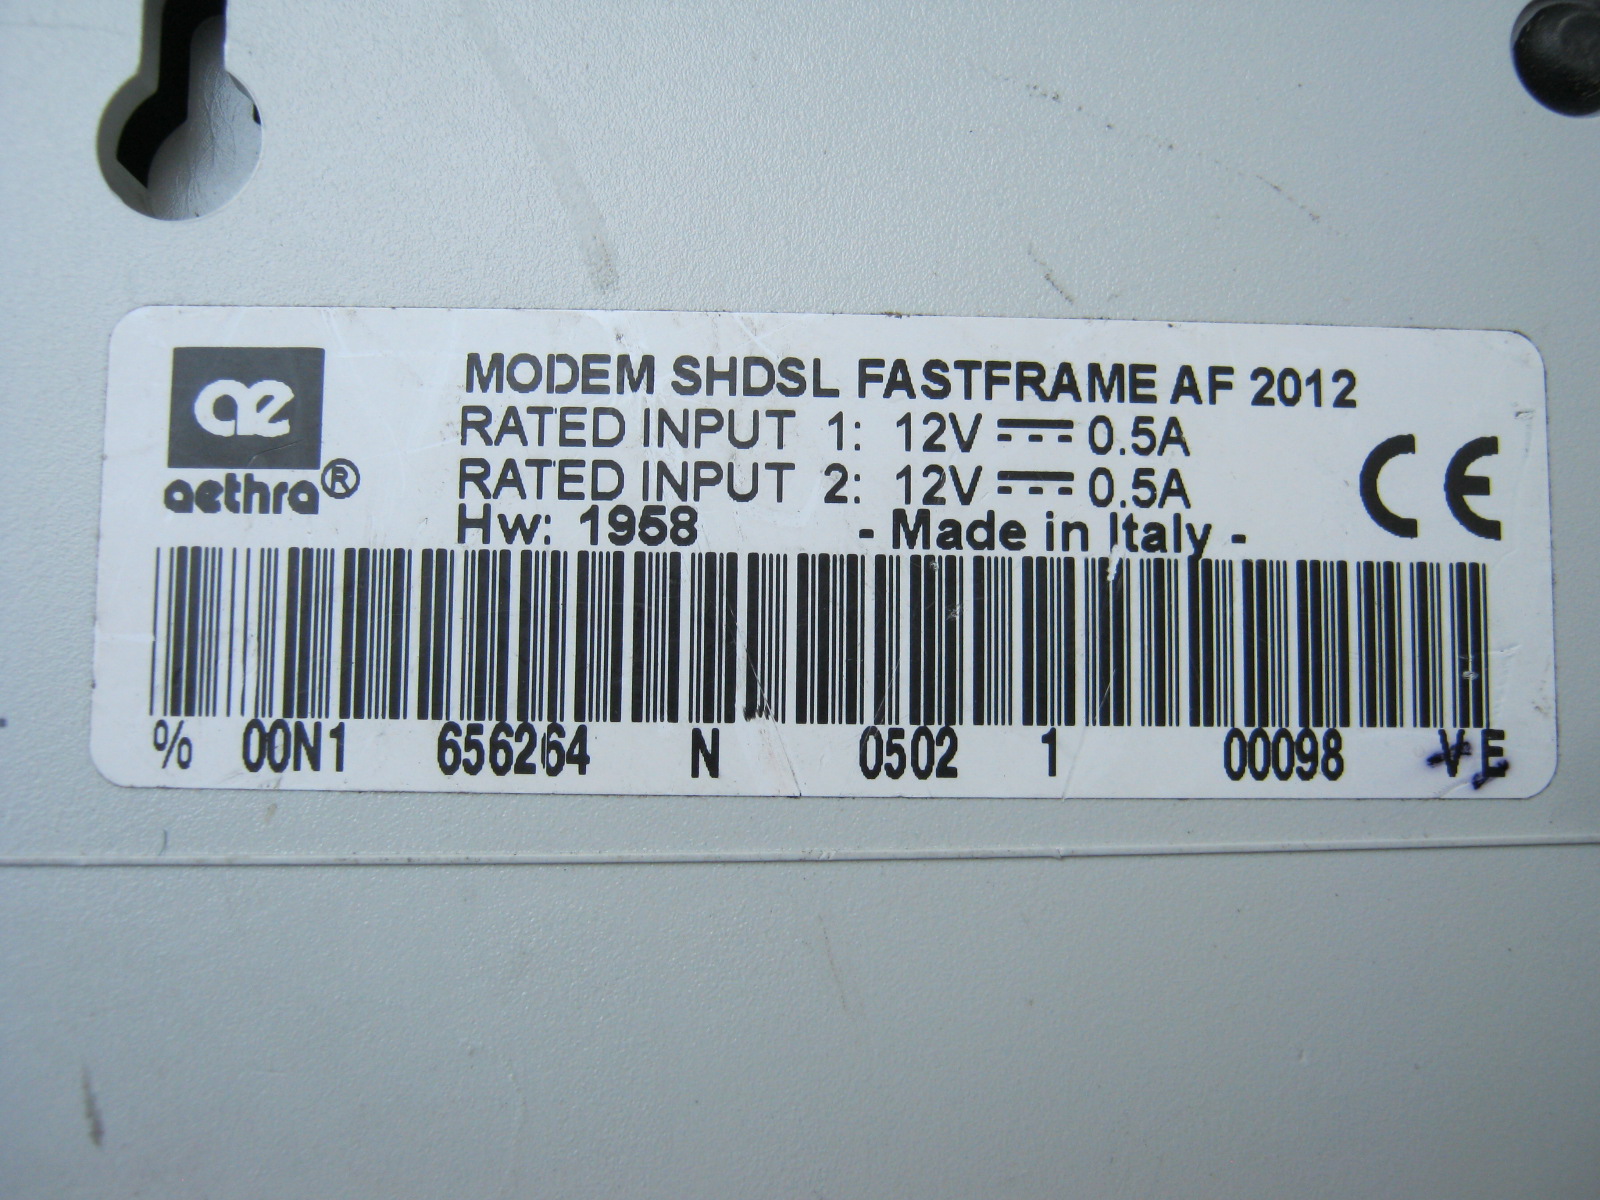 ae
aethra®
MODEM SHDSL FASTFRAME AF 2012
RATED INPUT 1: 12V ⎓ 0.5A
RATED INPUT 2: 12V ⎓ 0.5A
Hw: 1958 - Made in Italy -
CE
% 00N1 656264 N 0502 1 00098 VE